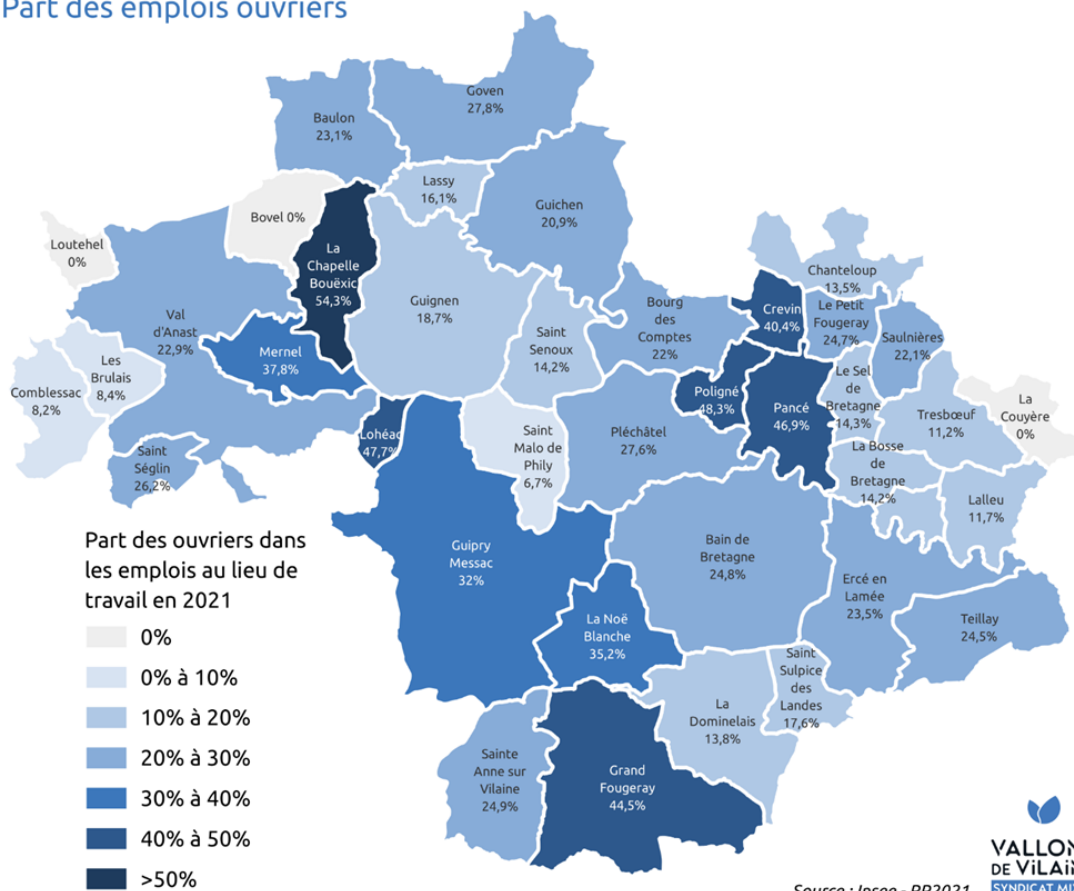 Part des emplois ouvriers
Goven
27,8%
Baulon
23,1%
Lassy
16,1%
Guichen
20,9%
Bovel 0%
Loutehel
0%
La
Chapelle
Bouëxic
54,3%
Chanteloup
13,5%
Guignen
18,7%
Bourg
des
Comptes
22%
Crevin
40,4%
Le Petit
Fougeray
24,7%
Val
d'Anast
22,9%
Saint
Senoux
14,2%
Saulnières
22,1%
Mernel
37,8%
Les
Brulais
8,4%
Comblessac
8,2%
Le Sel
de
Bretagne
14,3%
Poligné
48,3%
Pancé
46,9%
La
Couyère
0%
Tresbœuf
11,2%
Lohéac
47,7%
Saint
Malo de
Phily
6,7%
Pléchâtel
27,6%
La Bosse
de
Bretagne
14,2%
Saint
Séglin
26,2%
Lalleu
11,7%
Guipry
Messac
32%
Bain de
Bretagne
24,8%
Ercé en
Lamée
23,5%
Teillay
24,5%
La Noë
Blanche
35,2%
Saint
Sulpice
des
Landes
17,6%
La
Dominelais
13,8%
Sainte
Anne sur
Vilaine
24,9%
Grand
Fougeray
44,5%
Part des ouvriers dans
les emplois au lieu de
travail en 2021
0%
0% à 10%
10% à 20%
20% à 30%
30% à 40%
40% à 50%
>50%
VALLON
DE ViLAiN
SYNDICAT MI
Source : Insee - RP2021